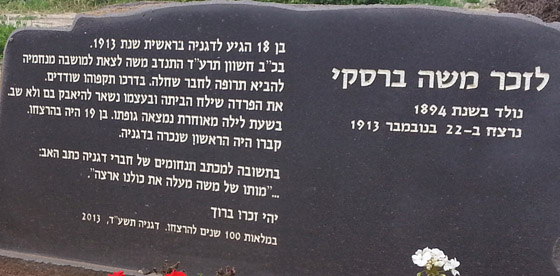 לזכר משה ברסקי
נולד בשנת 1894
נרצח ב-22 בנובמבר 1913
בן 18 הגיע לדגניה בראשית שנת 1913.
בכ"ב חשוון תרע"ד התנדב משה לצאת למושבה מנחמיה
להביא תרופה לחבר שחלה. בדרכו תקפוהו שודדים.
את הפרדה שילח הביתה ובעצמו נשאר להיאבק בם ולא שב.
בשעת לילה מאוחרת נמצאה גופתו. בן 19 היה בהרצחו.
קברו היה הראשון שנכרה בדגניה.
בתשובה למכתב תנחומים של חברי דגניה כתב האב:
..."מותו של משה מעלה את כולנו ארצה".
יהי זכרו ברוך
במלאות 100 שנים להרצחו. דגניה תשע"ד, 2013